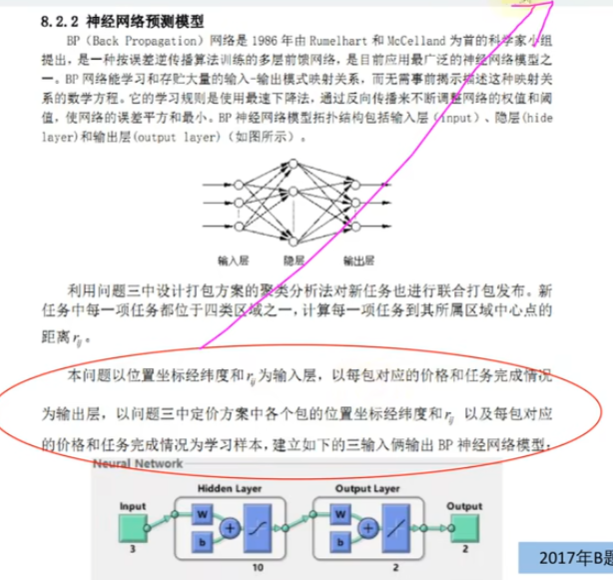 8.2.2 神经网络预测模型
BP（Back Propagation）网络是 1986 年由 Rumelhart 和 McCelland 为首的科学家小组
提出，是一种按误差逆传播算法训练的多层前馈网络，是目前应用最广泛的神经网络模型之
一。BP 网络能学习和存贮大量的输入-输出模式映射关系，而无需事前揭示描述这种映射关
系的数学方程。它的学习规则是使用最速下降法，通过反向传播来不断调整网络的权值和阈
值，使网络的误差平方和最小。BP 神经网络模型拓扑结构包括输入层（input）、隐层(hide
layer)和输出层(output layer)（如图所示）。
输入层 隐层 输出层
利用问题三中设计打包方案的聚类分析法对新任务也进行联合打包发布。新
任务中每一项任务都位于四类区域之一，计算每一项任务到其所属区域中心点的
距离 r_ij。
本问题以位置坐标经纬度和 r_ij 为输入层，以每包对应的价格和任务完成情况
为输出层，以问题三中定价方案中各个包的位置坐标经纬度和 r_ij 以及每包对应
的价格和任务完成情况为学习样本，建立如下的三输入俩输出 BP 神经网络模型：
Neural Network
Hidden Layer Output Layer
Input W W Output
b b
3 10 2 2
2017年B题